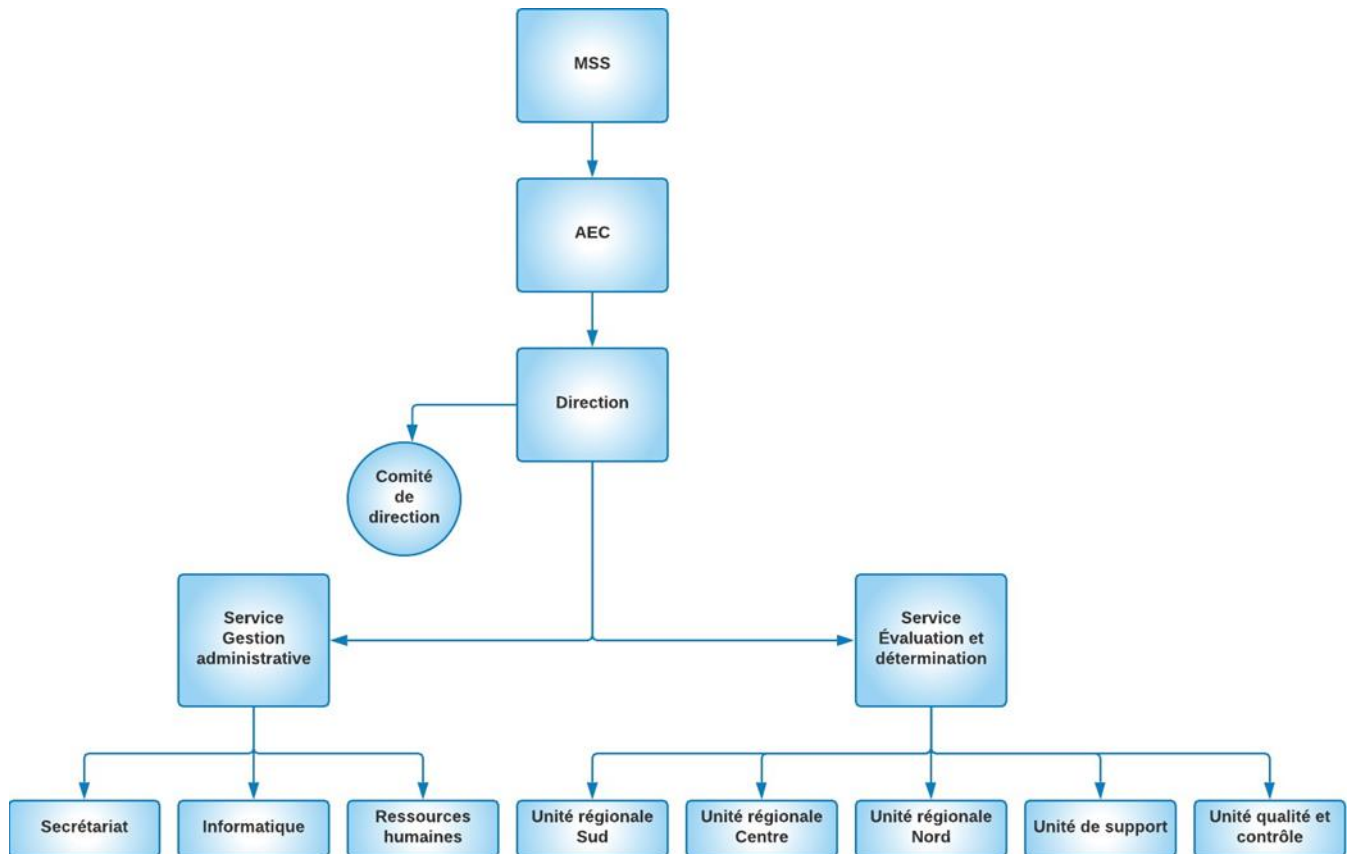 MSS
AEC
Direction
Comité
de
direction
Service
Gestion
administrative
Service
Évaluation et
détermination
Secrétariat
Informatique
Ressources
humaines
Unité régionale
Sud
Unité régionale
Centre
Unité régionale
Nord
Unité de support
Unité qualité et
contrôle